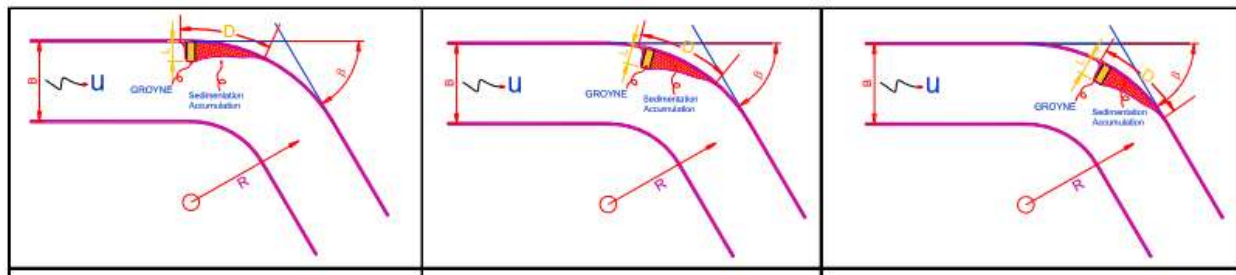 D
L
B
u
β
GROYNE
Sedimentation
Accumulation
R
D
L
B
u
β
GROYNE
Sedimentation
Accumulation
R
D
L
B
u
β
GROYNE
Sedimentation
Accumulation
R